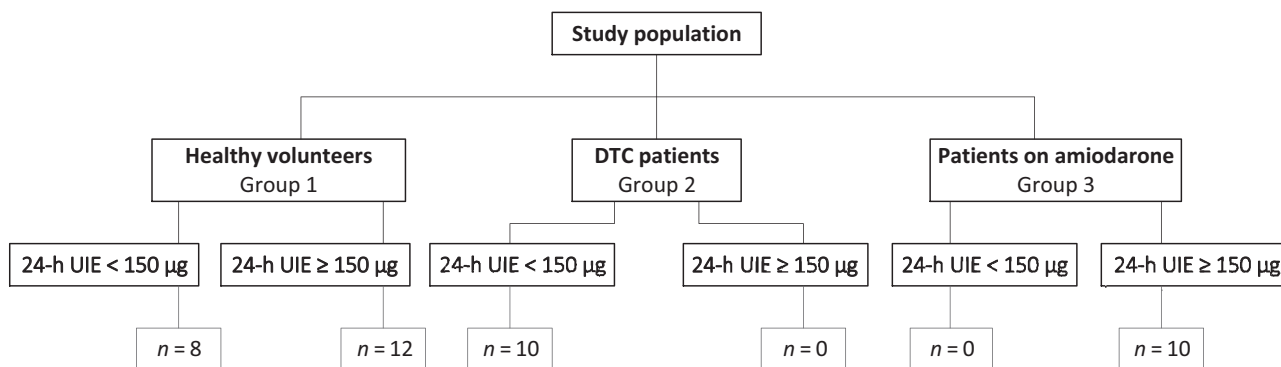 Study population
Healthy volunteers
Group 1
DTC patients
Group 2
Patients on amiodarone
Group 3
24-h UIE < 150 µg
24-h UIE ≥ 150 µg
24-h UIE < 150 µg
24-h UIE ≥ 150 µg
24-h UIE < 150 µg
24-h UIE ≥ 150 µg
n = 8
n = 12
n = 10
n = 0
n = 0
n = 10